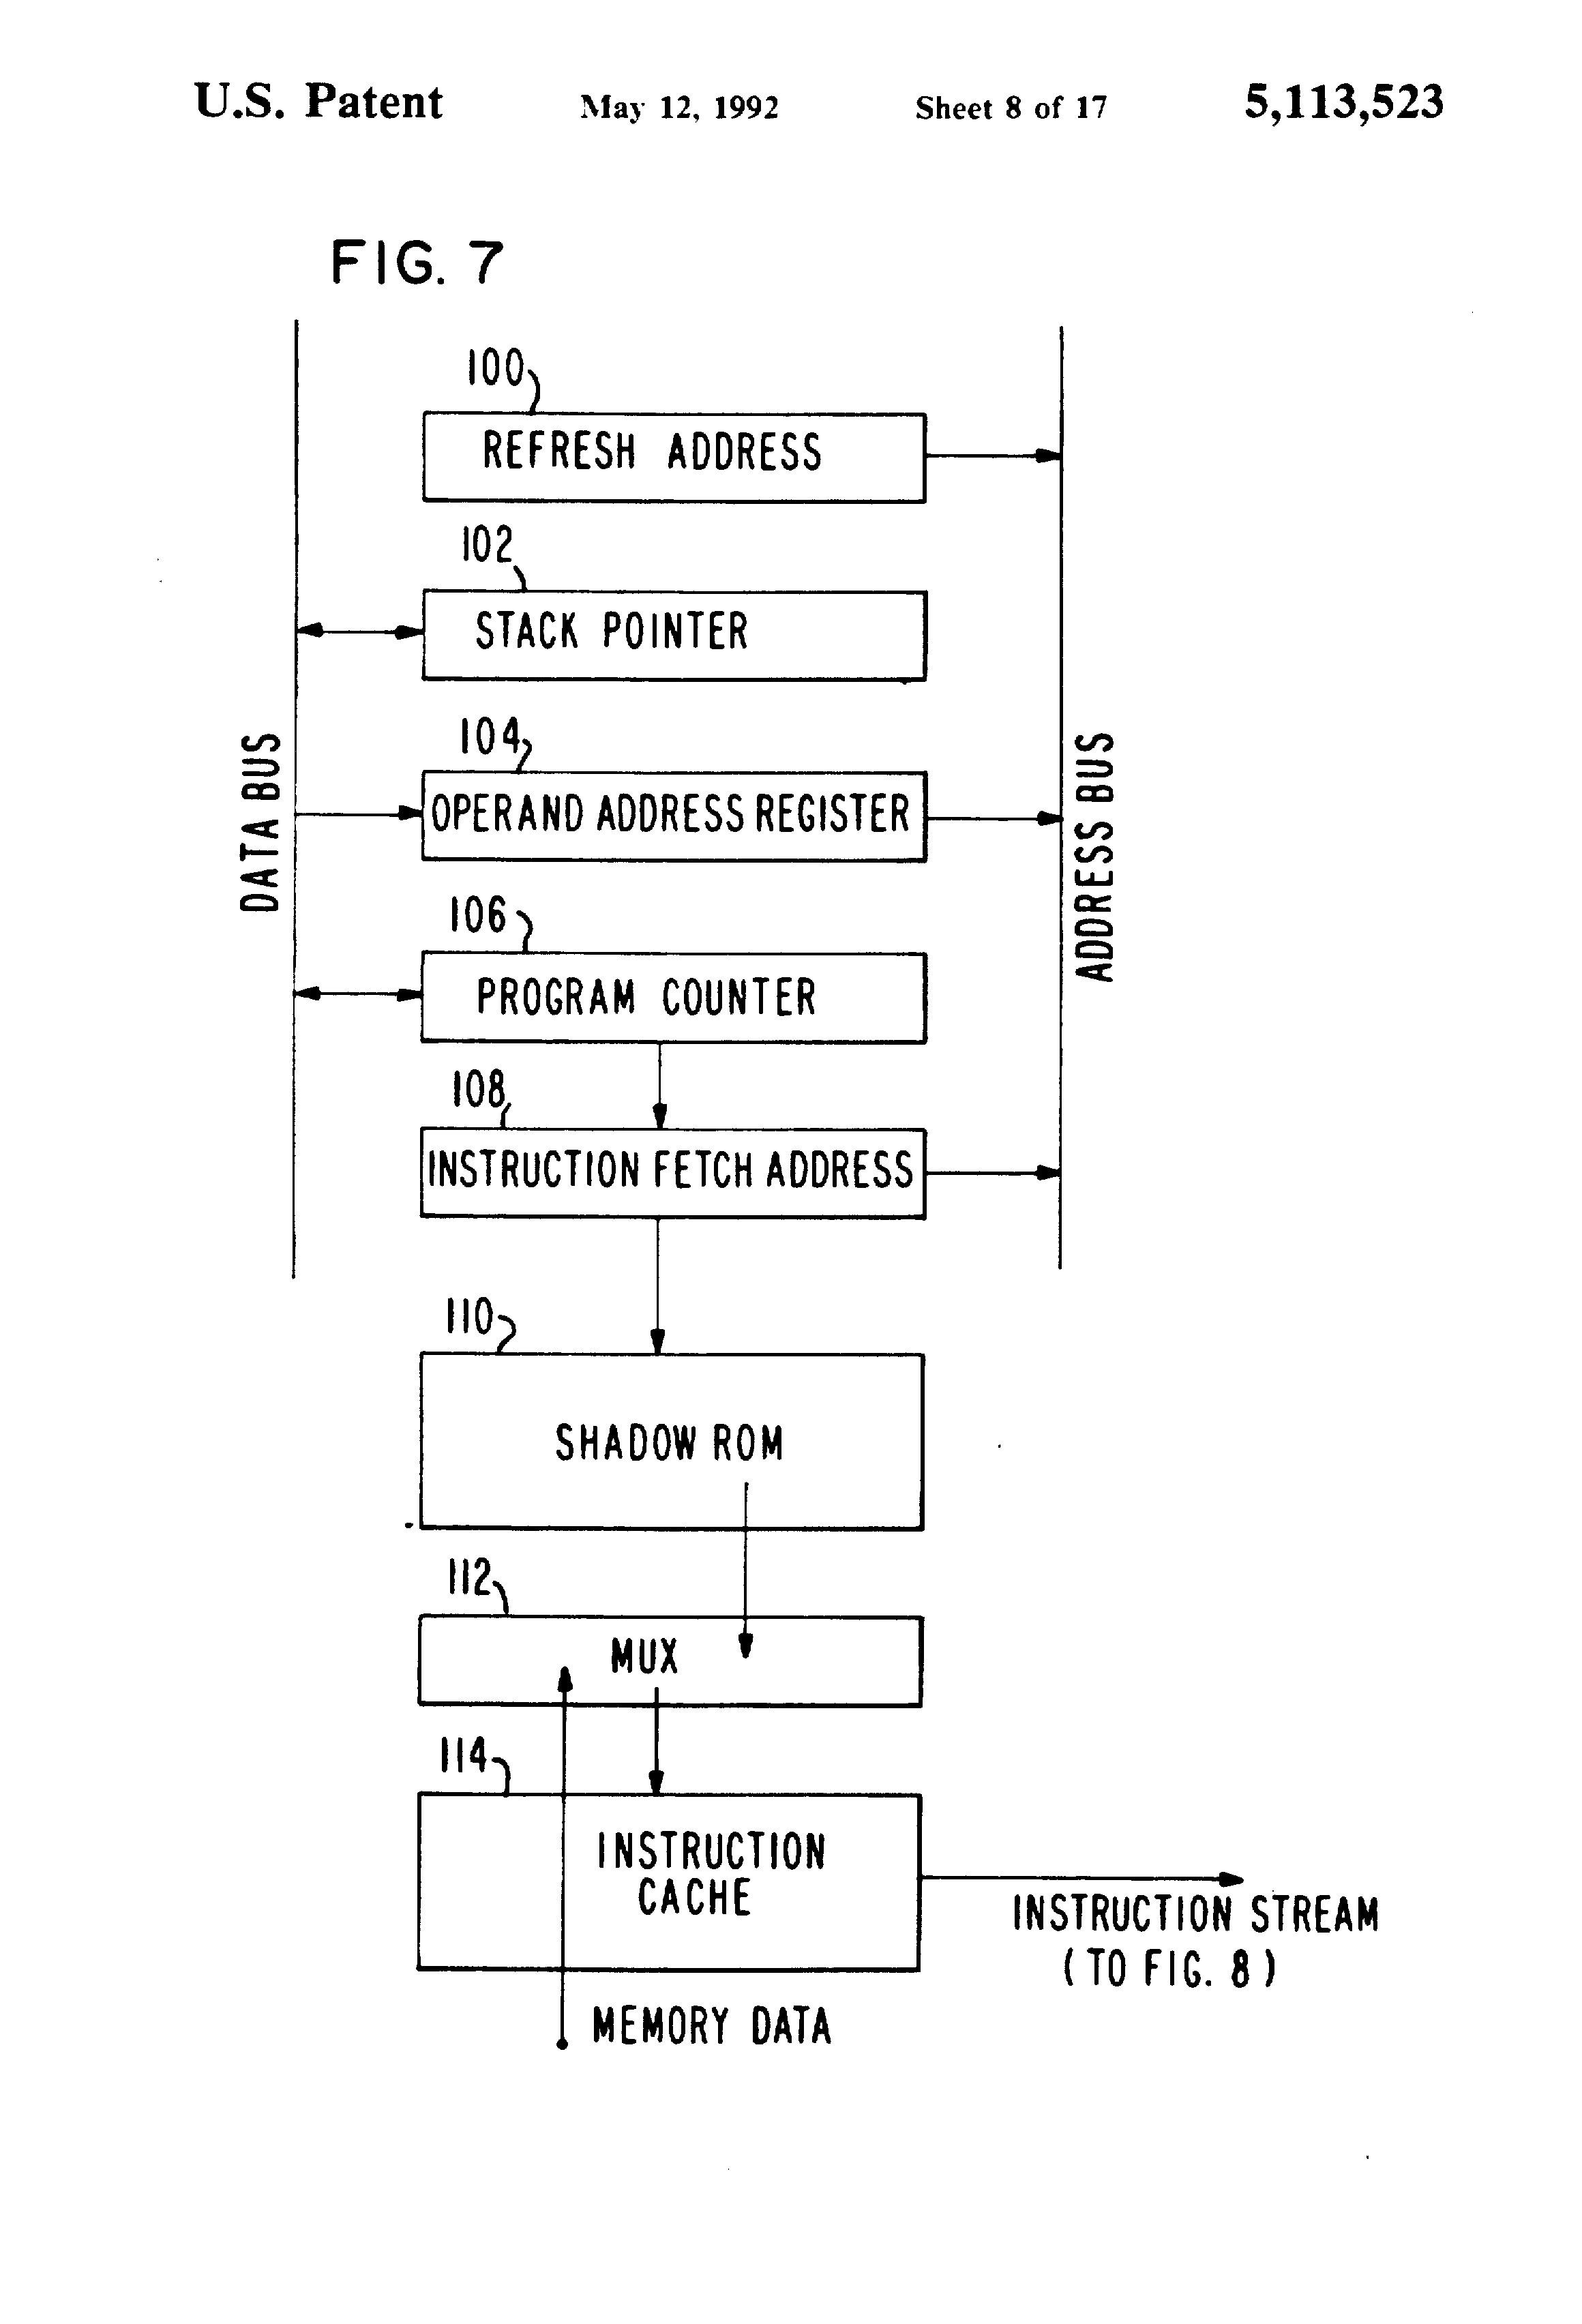 U.S. Patent May 12, 1992 Sheet 8 of 17 5,113,523
FIG. 7
100
REFRESH ADDRESS
102
STACK POINTER
104
OPERAND ADDRESS REGISTER
DATA BUS
ADDRESS BUS
106
PROGRAM COUNTER
108
INSTRUCTION FETCH ADDRESS
110
SHADOW ROM
112
MUX
114
INSTRUCTION
CACHE
INSTRUCTION STREAM
(TO FIG. 8)
MEMORY DATA